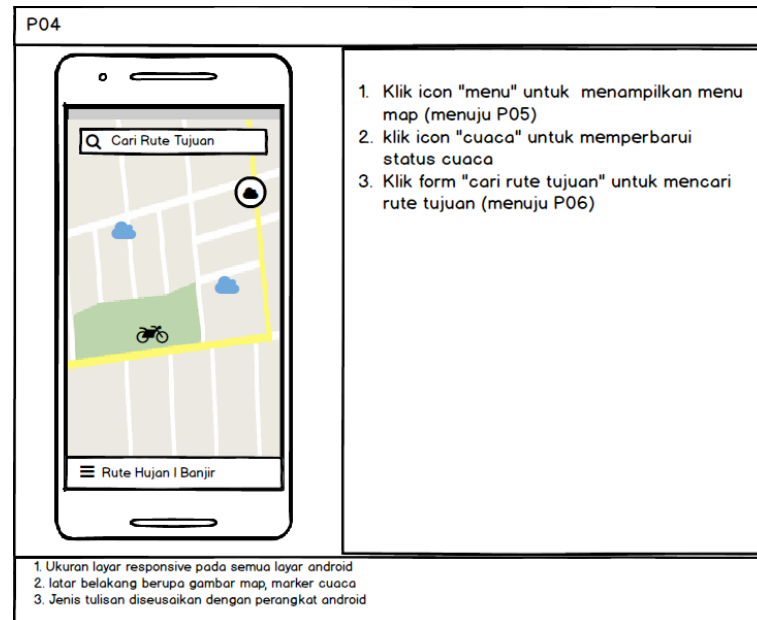 P04
Cari Rute Tujuan
Rute Hujan | Banjir
1. Klik icon "menu" untuk menampilkan menu
map (menuju P05)
2. klik icon "cuaca" untuk memperbarui
status cuaca
3. Klik form "cari rute tujuan" untuk mencari
rute tujuan (menuju P06)
1. Ukuran layar responsive pada semua layar android
2. latar belakang berupa gambar map, marker cuaca
3. Jenis tulisan diseusaikan dengan perangkat android